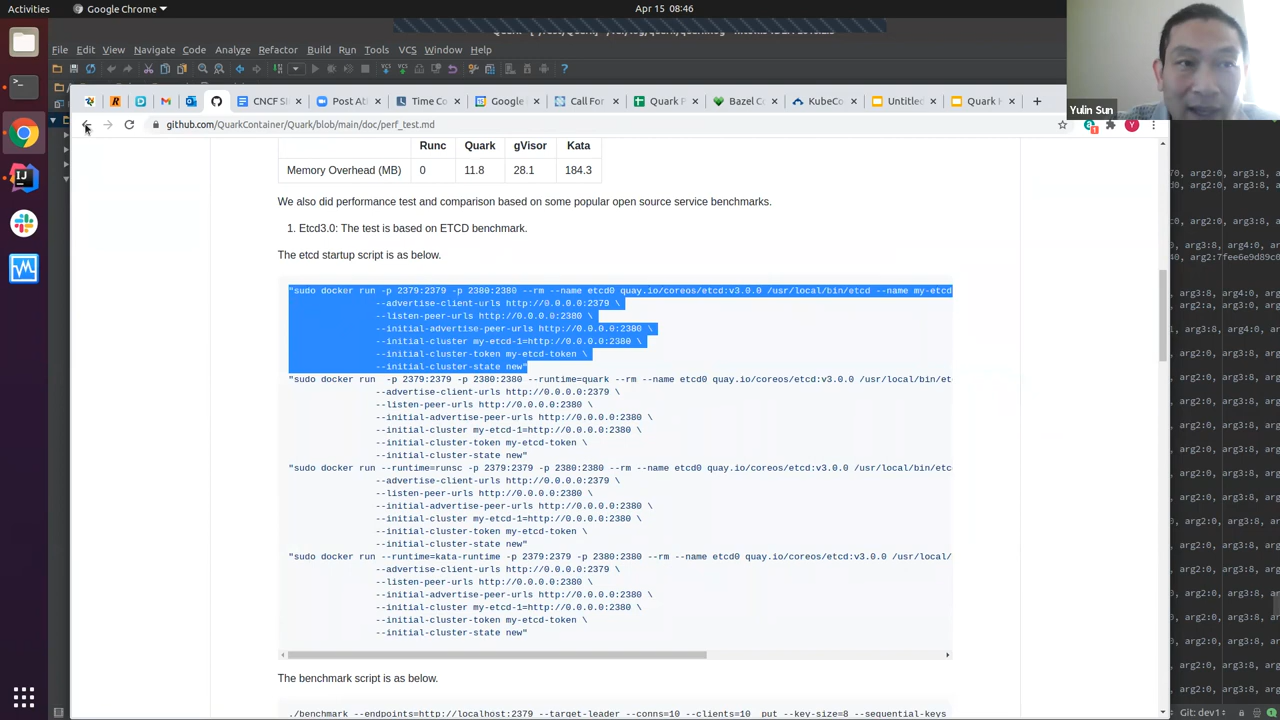 Activities
Google Chrome
Apr 15 08:46
File Edit View Navigate Code Analyze Refactor Build Run Tools VCS Window Help
CNCF Sl
Post Ab
Time Co
Google
Call For
Quark P
Bazel Co
KubeCo
Untitled
Quark H
github.com/QuarkContainer/Quark/blob/main/doc/perf_test.md
Yulin Sun
Runc Quark gVisor Kata
Memory Overhead (MB) 0 11.8 28.1 184.3
We also did performance test and comparison based on some popular open source service benchmarks.
1. Etcd3.0: The test is based on ETCD benchmark.
The etcd startup script is as below.
"sudo docker run -p 2379:2379 -p 2380:2380 --rm --name etcd0 quay.io/coreos/etcd:v3.0.0 /usr/local/bin/etcd --name my-etcd
--advertise-client-urls http://0.0.0.0:2379 \
--listen-peer-urls http://0.0.0.0:2380 \
--initial-advertise-peer-urls http://0.0.0.0:2380 \
--initial-cluster my-etcd-1=http://0.0.0.0:2380 \
--initial-cluster-token my-etcd-token \
--initial-cluster-state new"
"sudo docker run  -p 2379:2379 -p 2380:2380 --runtime=quark --rm --name etcd0 quay.io/coreos/etcd:v3.0.0 /usr/local/bin/etc
--advertise-client-urls http://0.0.0.0:2379 \
--listen-peer-urls http://0.0.0.0:2380 \
--initial-advertise-peer-urls http://0.0.0.0:2380 \
--initial-cluster my-etcd-1=http://0.0.0.0:2380 \
--initial-cluster-token my-etcd-token \
--initial-cluster-state new"
"sudo docker run --runtime=runsc -p 2379:2379 -p 2380:2380 --rm --name etcd0 quay.io/coreos/etcd:v3.0.0 /usr/local/bin/etc
--advertise-client-urls http://0.0.0.0:2379 \
--listen-peer-urls http://0.0.0.0:2380 \
--initial-advertise-peer-urls http://0.0.0.0:2380 \
--initial-cluster my-etcd-1=http://0.0.0.0:2380 \
--initial-cluster-token my-etcd-token \
--initial-cluster-state new"
"sudo docker run --runtime=kata-runtime -p 2379:2379 -p 2380:2380 --rm --name etcd0 quay.io/coreos/etcd:v3.0.0 /usr/local/
--advertise-client-urls http://0.0.0.0:2379 \
--listen-peer-urls http://0.0.0.0:2380 \
--initial-advertise-peer-urls http://0.0.0.0:2380 \
--initial-cluster my-etcd-1=http://0.0.0.0:2380 \
--initial-cluster-token my-etcd-token \
--initial-cluster-state new"
The benchmark script is as below.
./benchmark --endpoints=http://localhost:2379 --target-leader --conns=10 --clients=10  put --key-size=8 --sequential-keys
Git: dev1